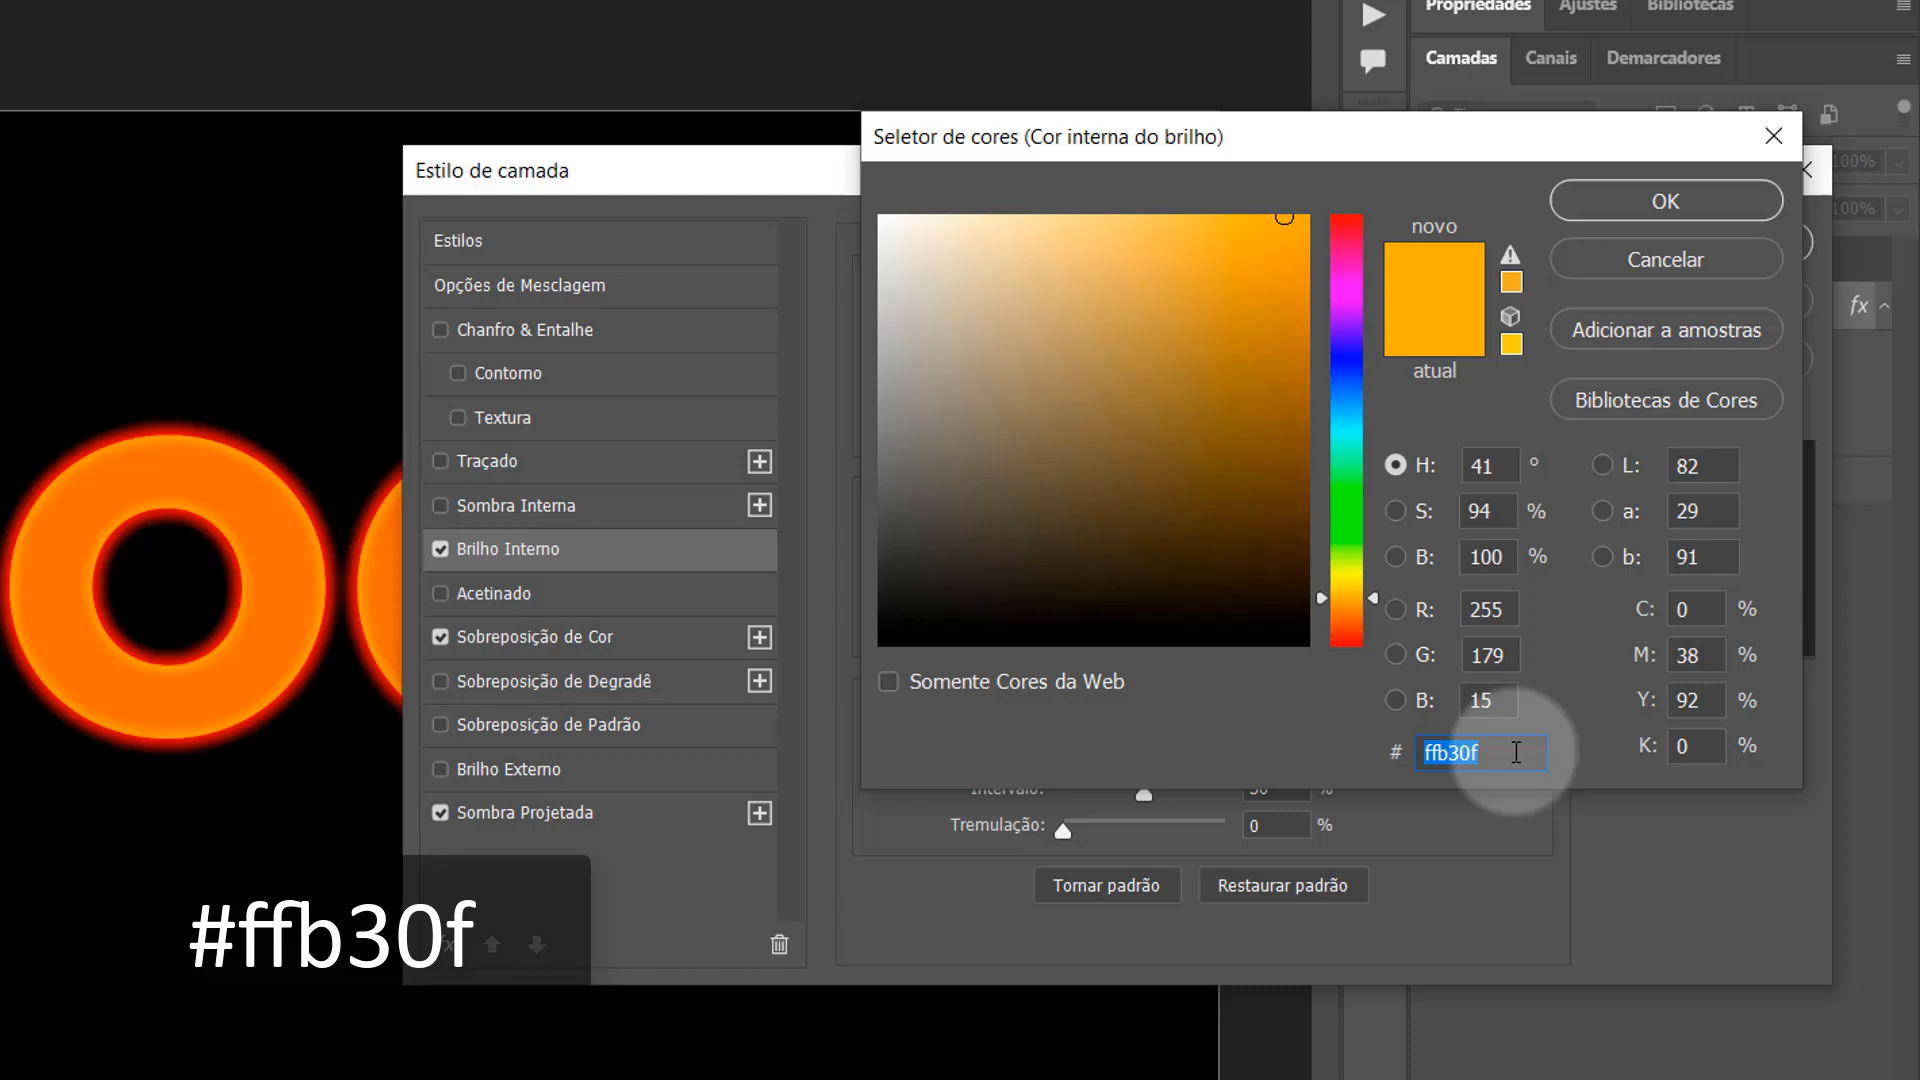 Propriedades Ajustes Bibliotecas
Camadas Canais Demarcadores
Seletor de cores (Cor interna do brilho)
Estilo de camada
100%
100%
OK
Cancelar
Adicionar a amostras
Bibliotecas de Cores
novo
atual
Estilos
Opções de Mesclagem
Chanfro & Entalhe
Contorno
Textura
Traçado
Sombra Interna
Brilho Interno
Acetinado
Sobreposição de Cor
Sobreposição de Degradê
Sobreposição de Padrão
Brilho Externo
Sombra Projetada
fx
H: 41 ° L: 82
S: 94 % a: 29
B: 100 % b: 91
R: 255 C: 0 %
G: 179 M: 38 %
B: 15 Y: 92 %
# ffb30f K: 0 %
Somente Cores da Web
Intervalo: %
Tremulação: 0 %
Tornar padrão Restaurar padrão
#ffb30f